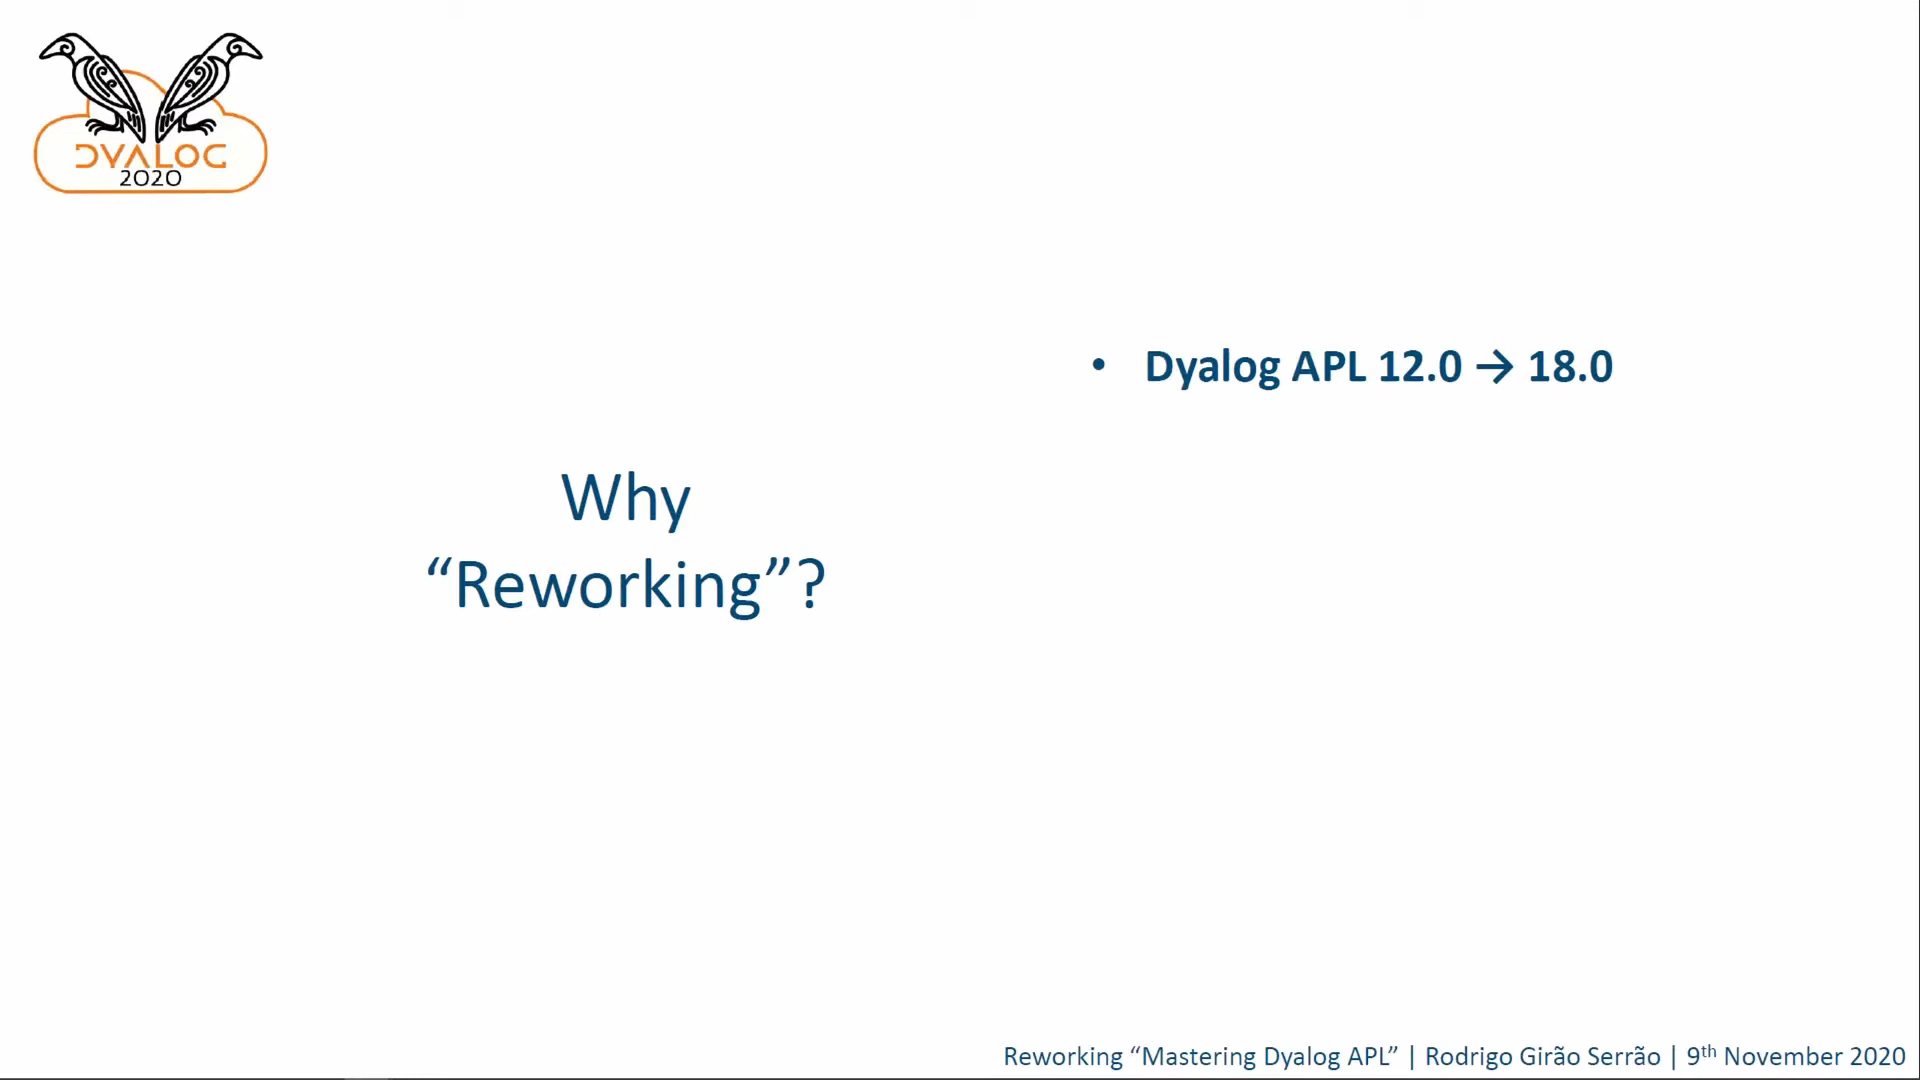 DYALOG
2020
• Dyalog APL 12.0 → 18.0
Why
“Reworking”?
Reworking “Mastering Dyalog APL” | Rodrigo Girão Serrão | 9th November 2020